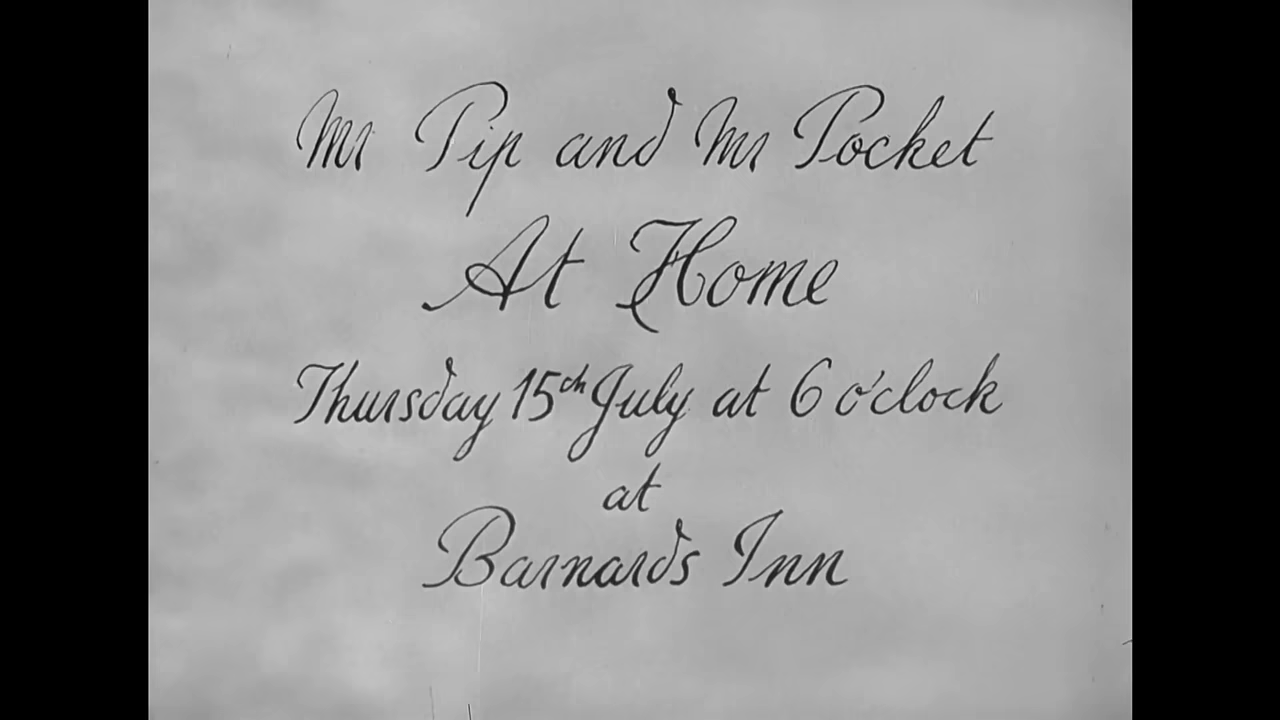 Mr Pip and Mr Pocket
At Home
Thursday 15th July at 6 o'clock
at
Barnards Inn